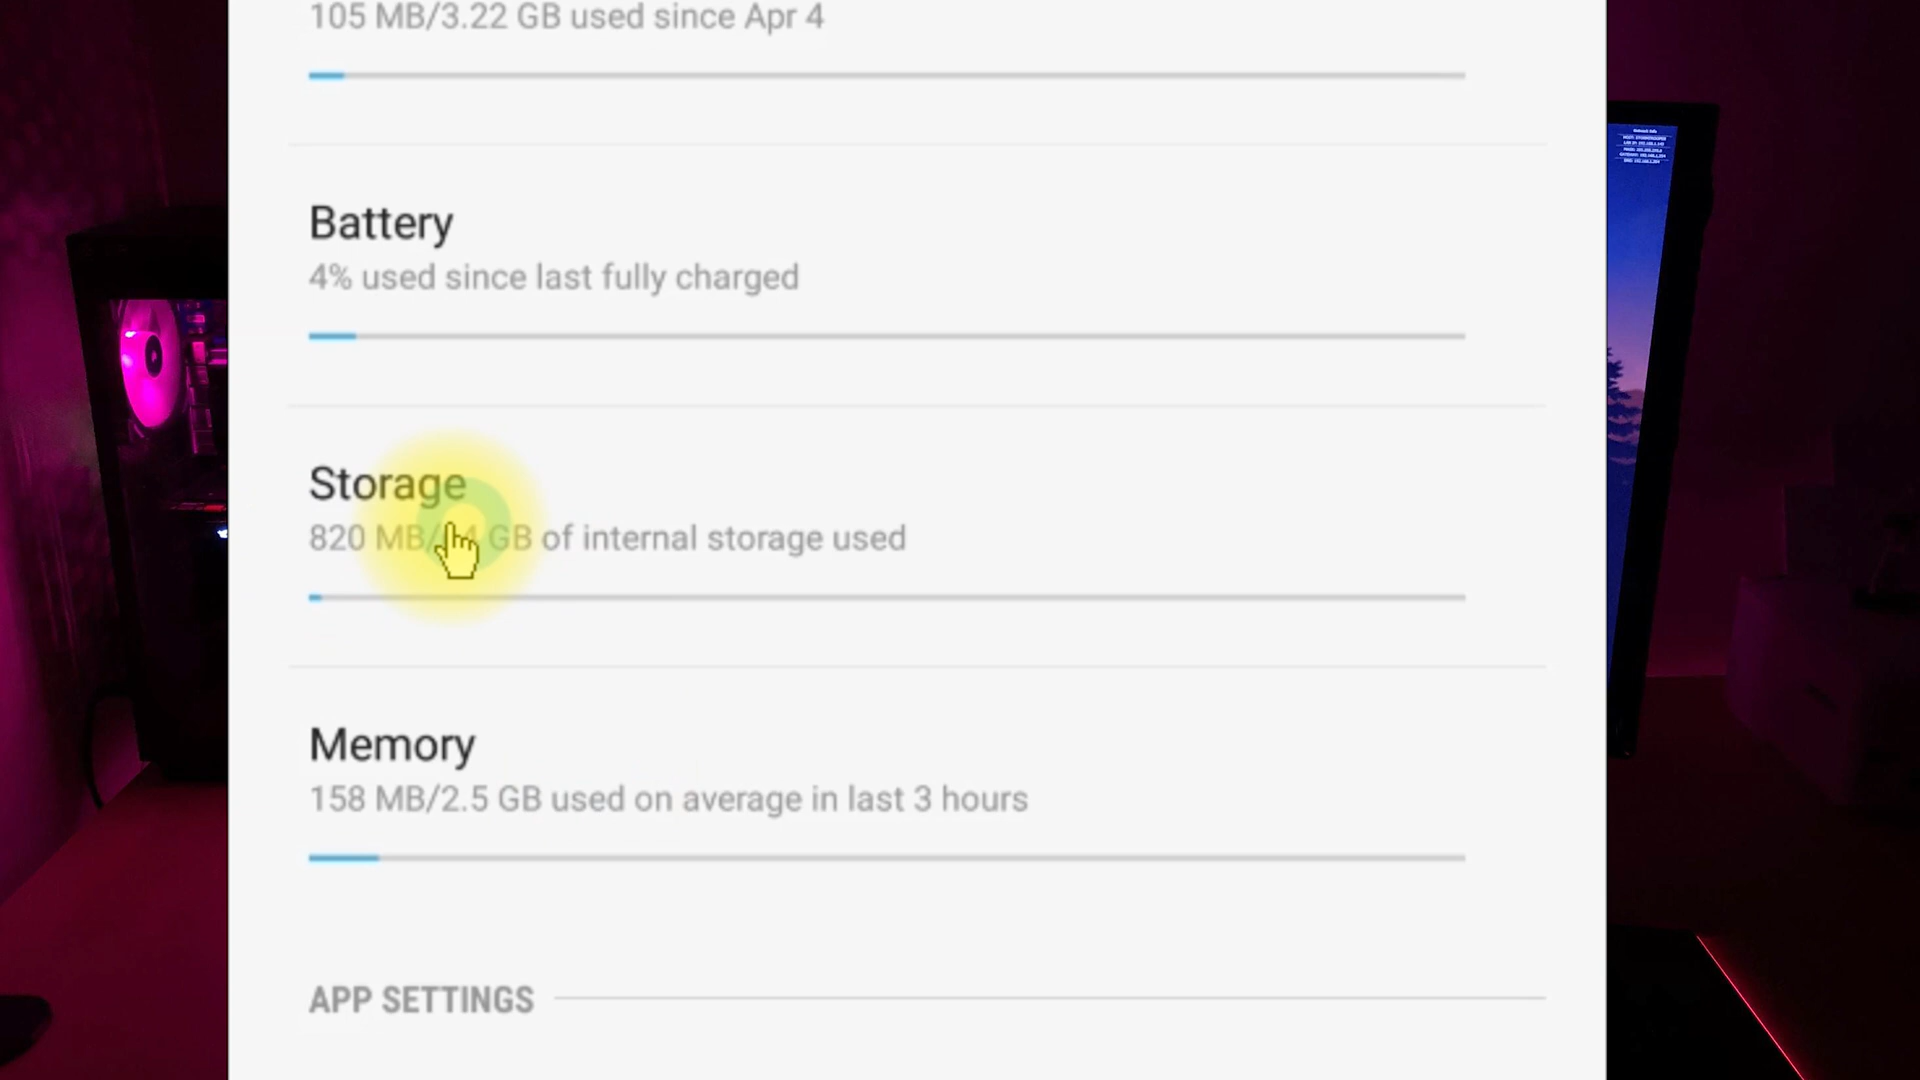 105 MB/3.22 GB used since Apr 4
Battery
4% used since last fully charged
Storage
820 MB/ GB of internal storage used
Memory
158 MB/2.5 GB used on average in last 3 hours
APP SETTINGS